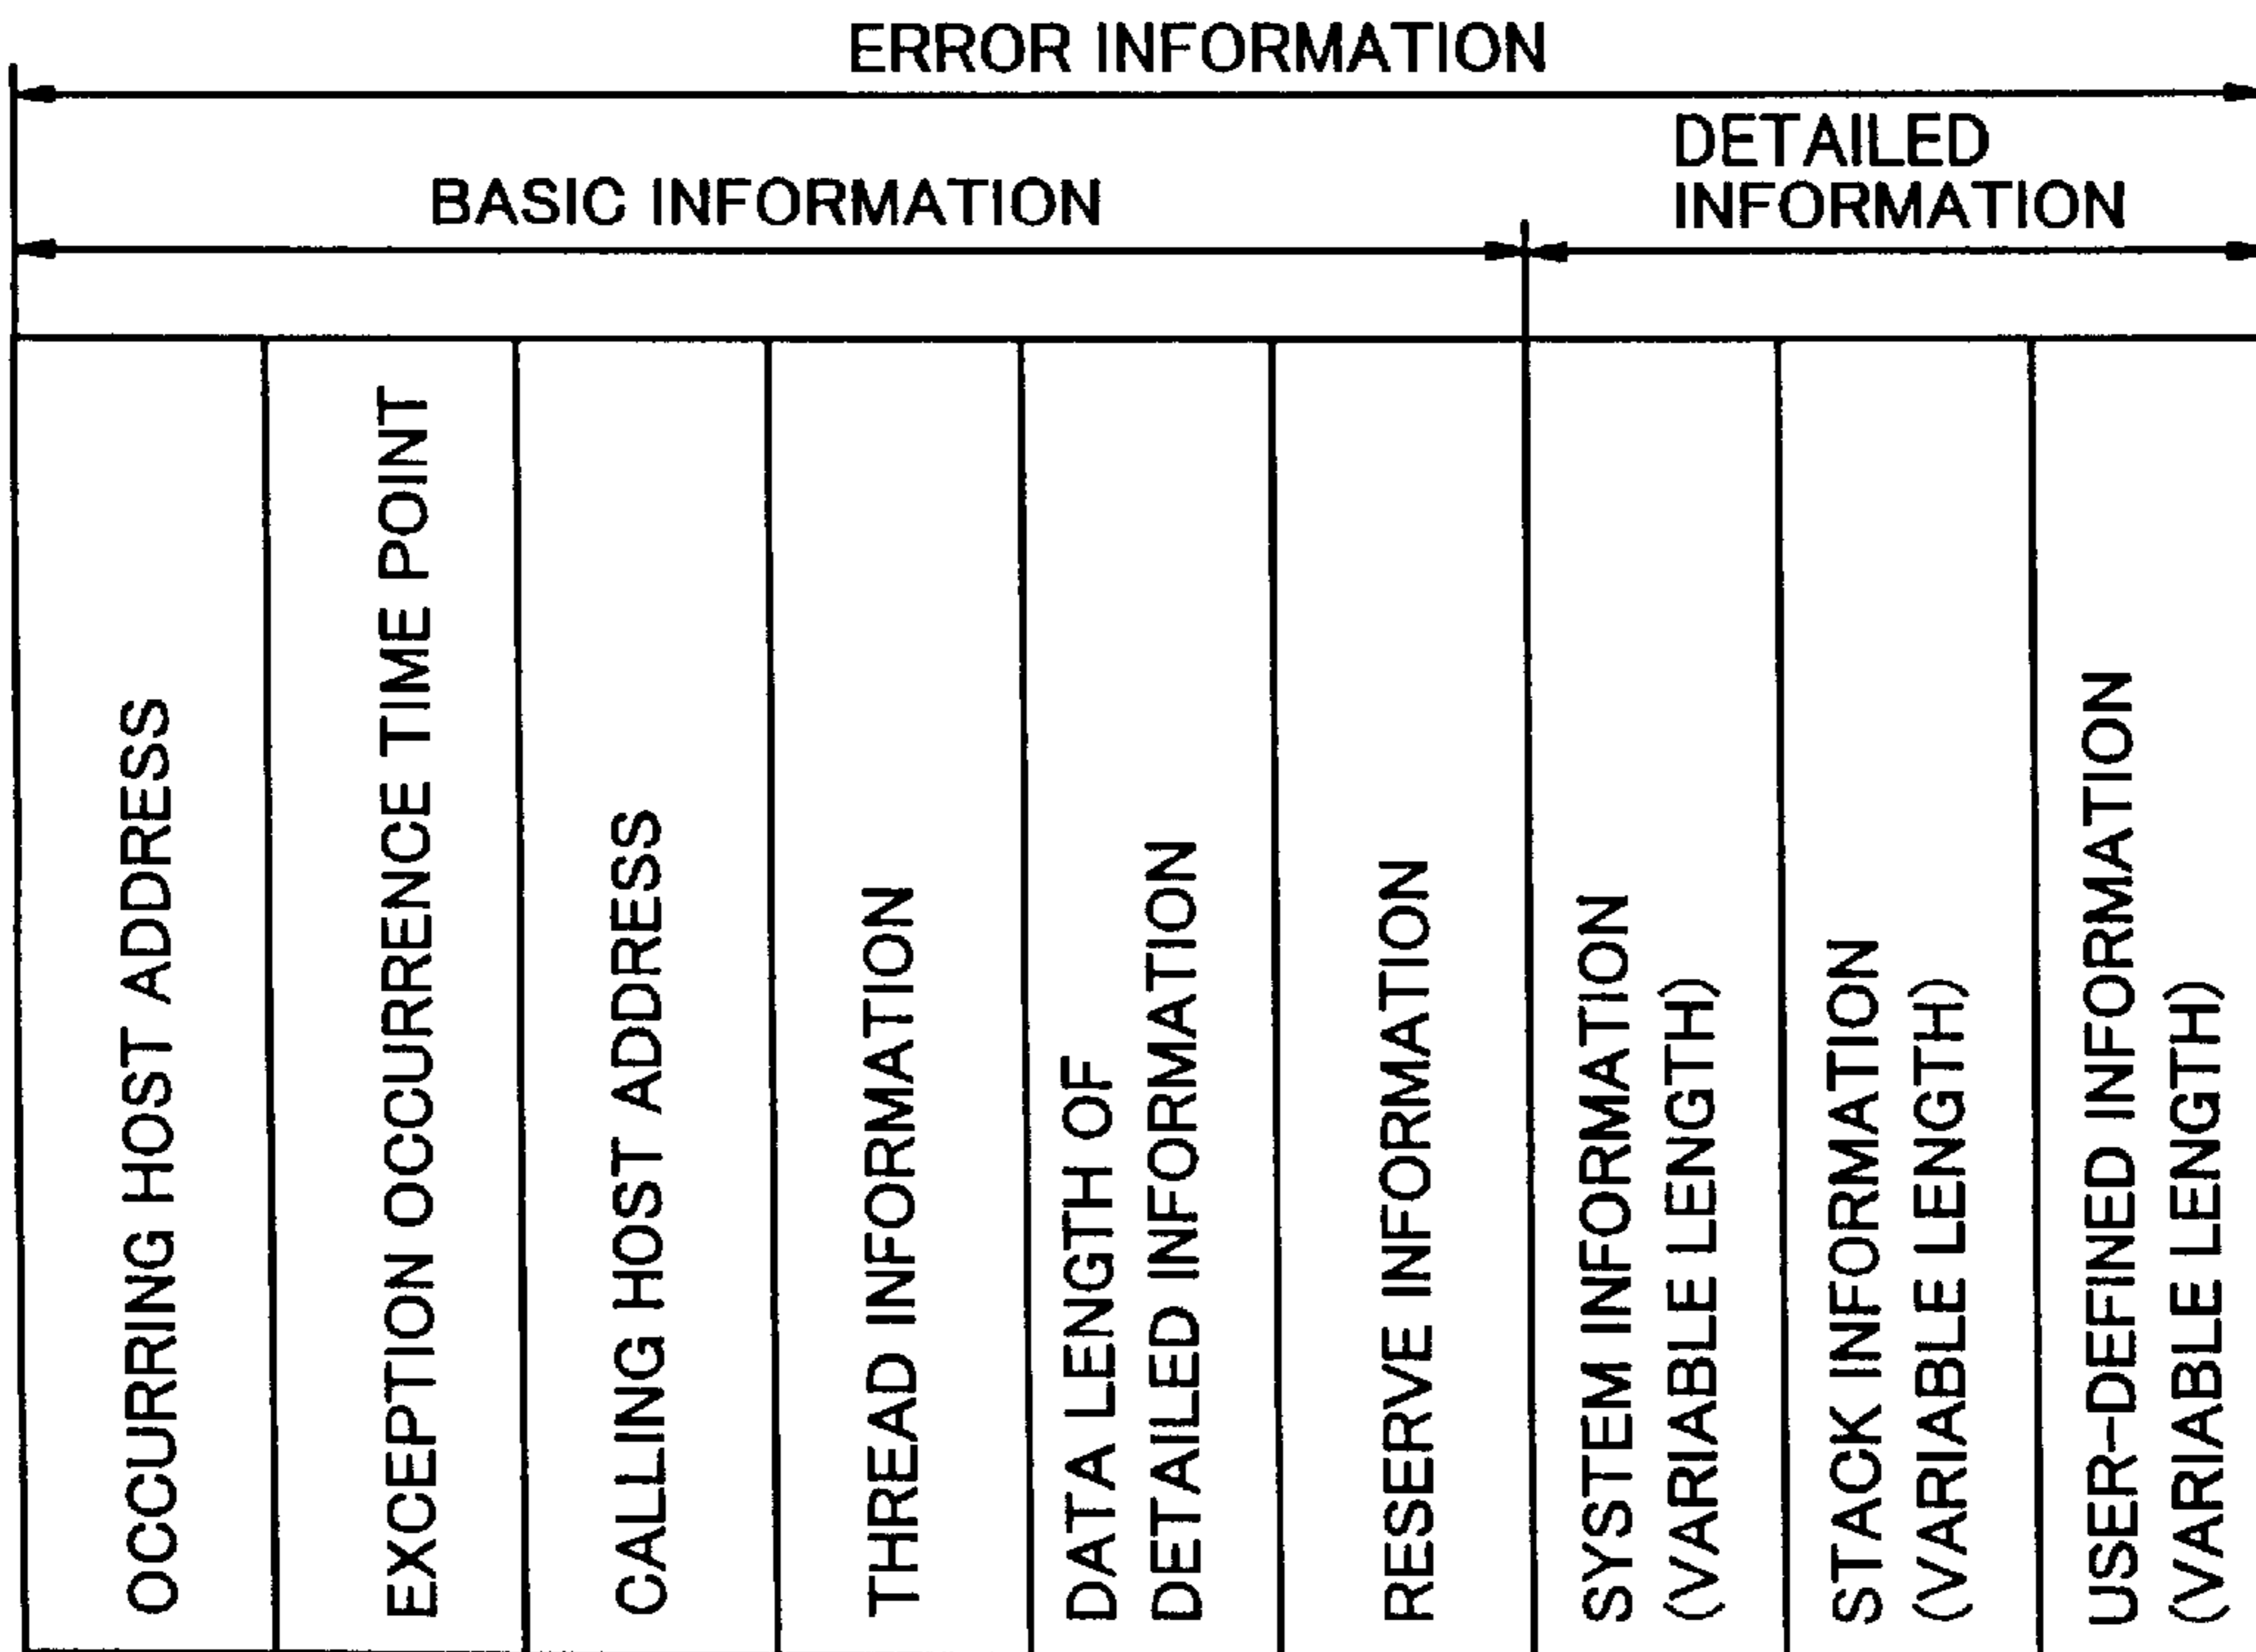 ERROR INFORMATION
BASIC INFORMATION
DETAILED
INFORMATION
OCCURRING HOST ADDRESS
EXCEPTION OCCURRENCE TIME POINT
CALLING HOST ADDRESS
THREAD INFORMATION
DATA LENGTH OF
DETAILED INFORMATION
RESERVE INFORMATION
SYSTEM INFORMATION
(VARIABLE LENGTH)
STACK INFORMATION
(VARIABLE LENGTH)
USER-DEFINED INFORMATION
(VARIABLE LENGTH)